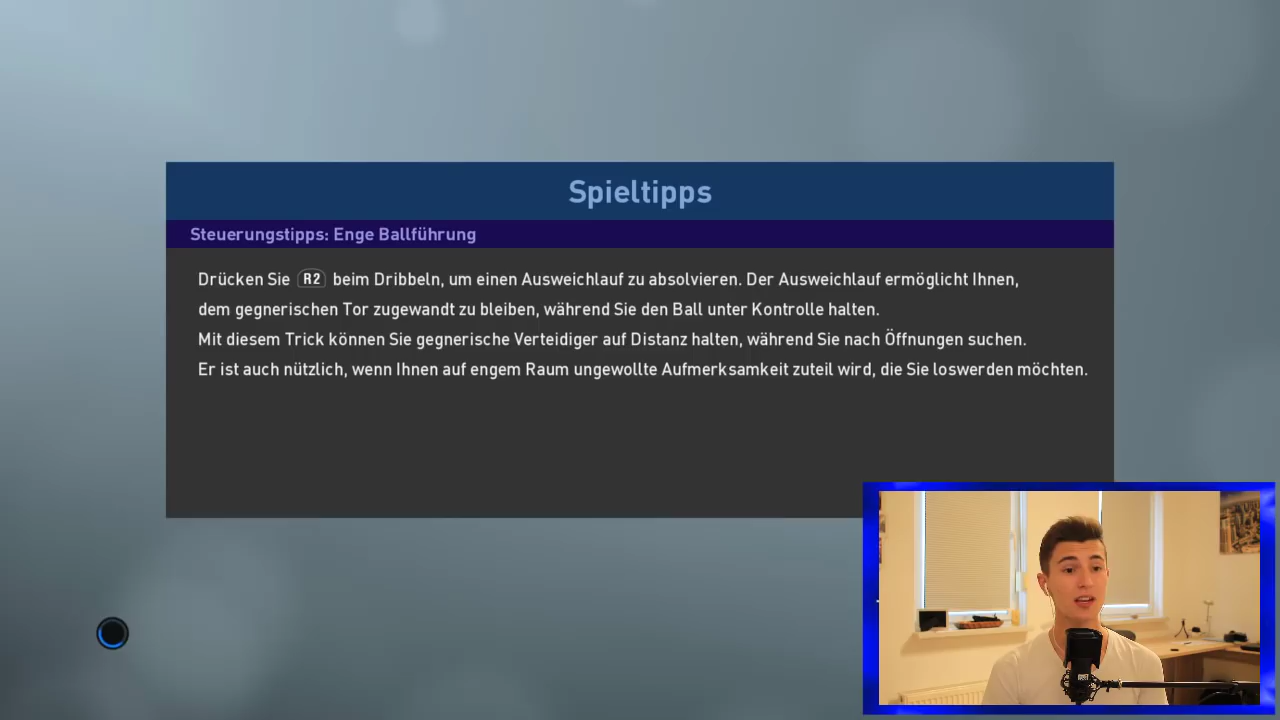 Spieltipps
Steuerungstipps: Enge Ballführung
Drücken Sie R2 beim Dribbeln, um einen Ausweichlauf zu absolvieren. Der Ausweichlauf ermöglicht Ihnen,
dem gegnerischen Tor zugewandt zu bleiben, während Sie den Ball unter Kontrolle halten.
Mit diesem Trick können Sie gegnerische Verteidiger auf Distanz halten, während Sie nach Öffnungen suchen.
Er ist auch nützlich, wenn Ihnen auf engem Raum ungewollte Aufmerksamkeit zuteil wird, die Sie loswerden möchten.